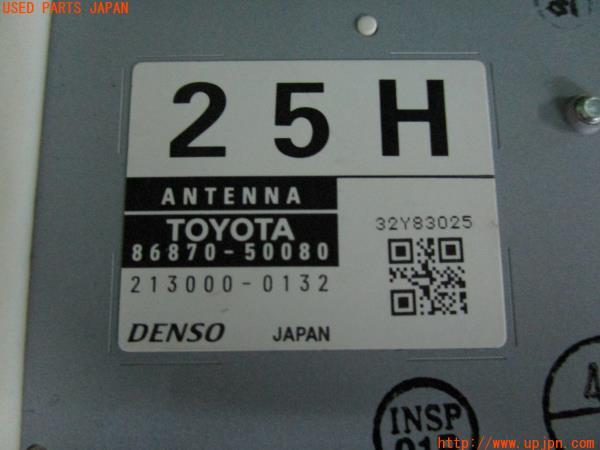 USED PARTS JAPAN
25H
ANTENNA
TOYOTA
86870-50080
213000-0132
32Y83025
DENSO JAPAN
INSP
http://www.upjpn.com/